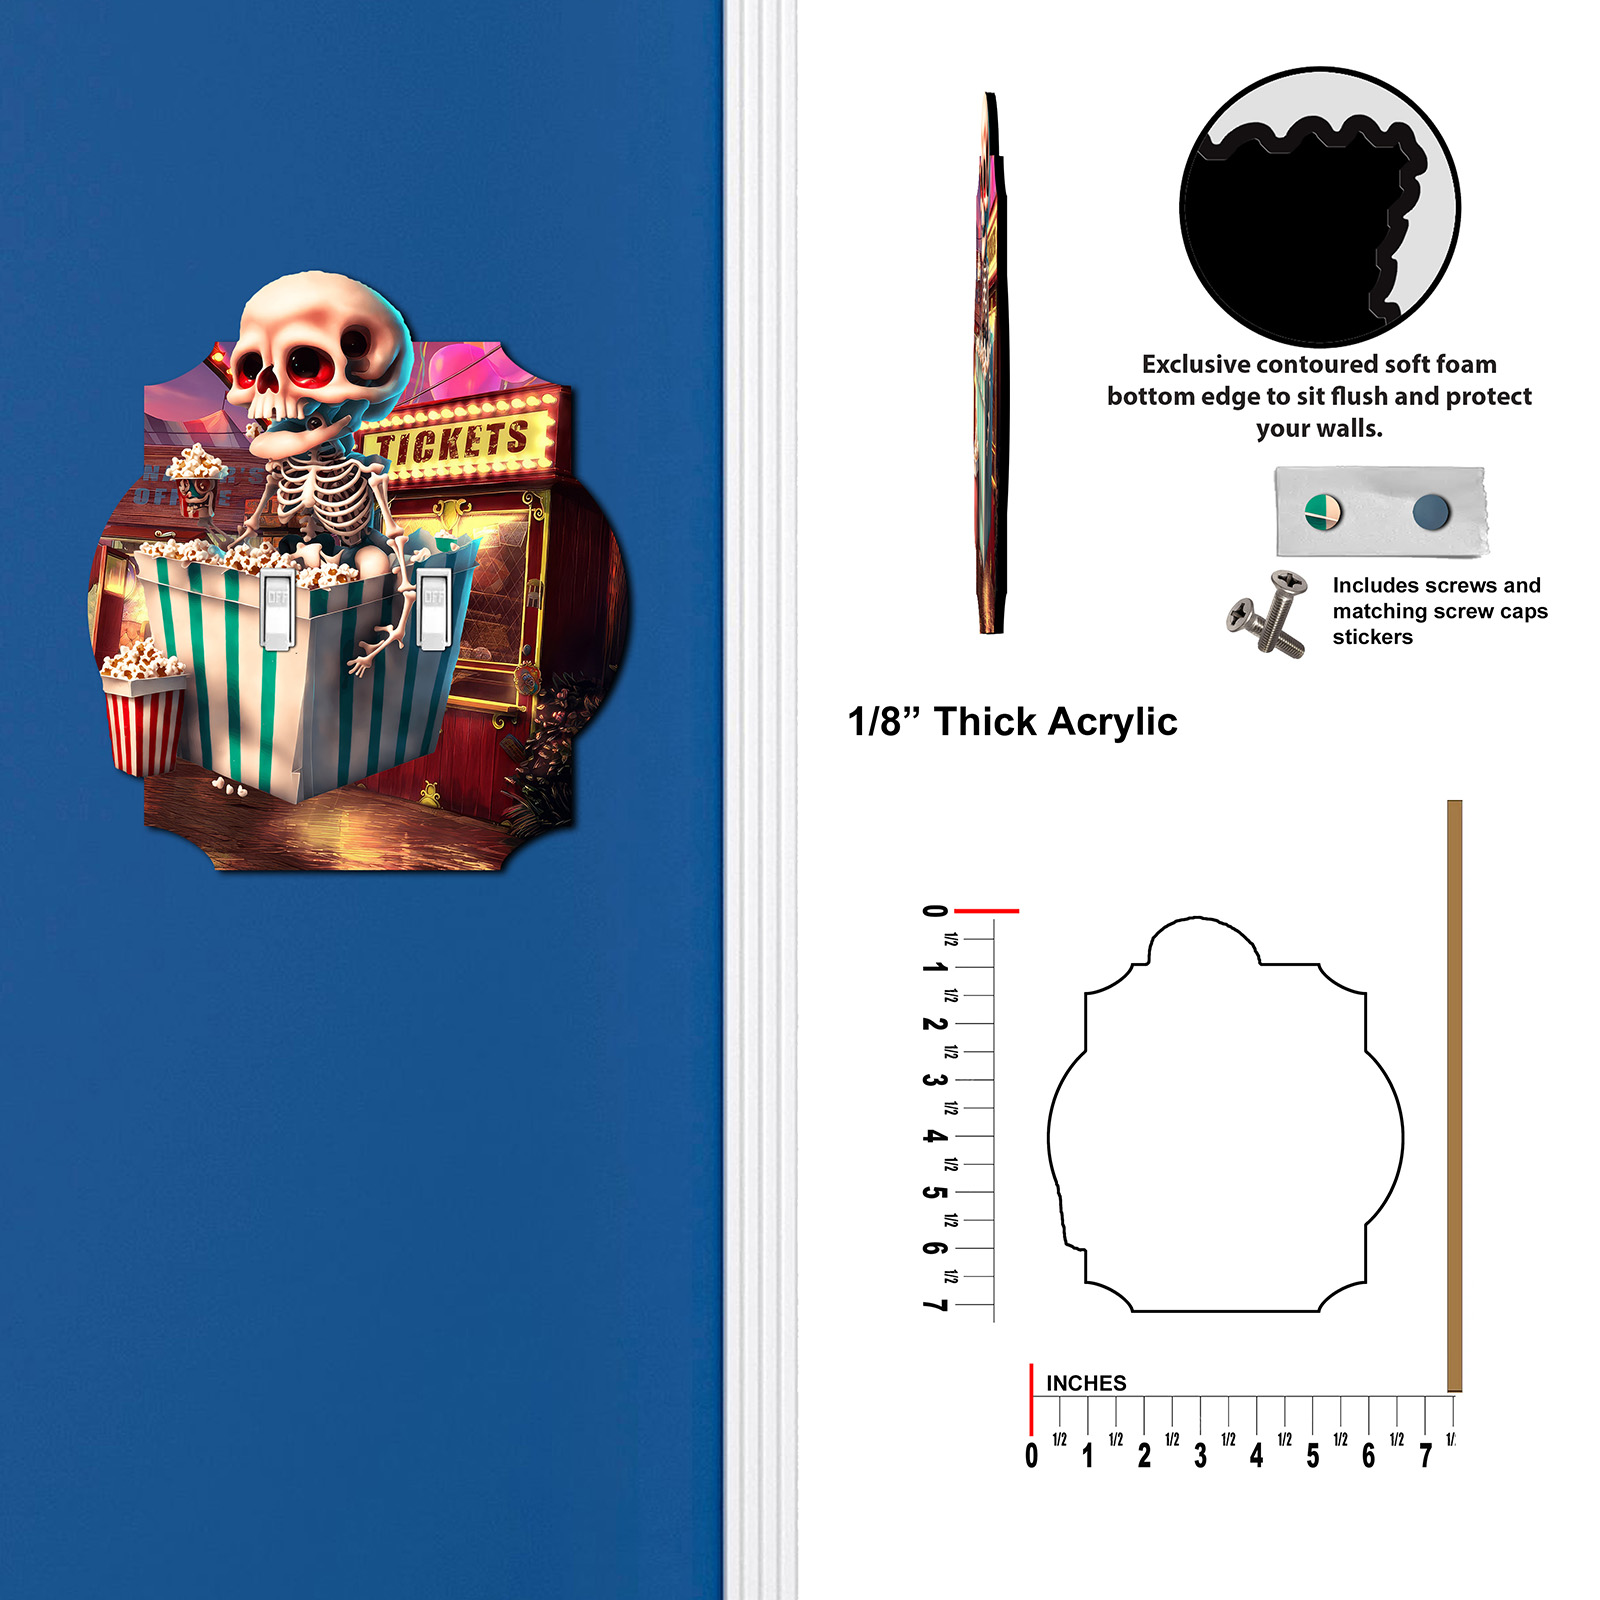 TICKETS
OFF
OFF
Exclusive contoured soft foam
bottom edge to sit flush and protect
your walls.
Includes screws and
matching screw caps
stickers
1/8” Thick Acrylic
0
1/2
1
1/2
2
1/2
3
1/2
4
1/2
5
1/2
6
1/2
7
INCHES
0 1/2 1 1/2 2 1/2 3 1/2 4 1/2 5 1/2 6 1/2 7